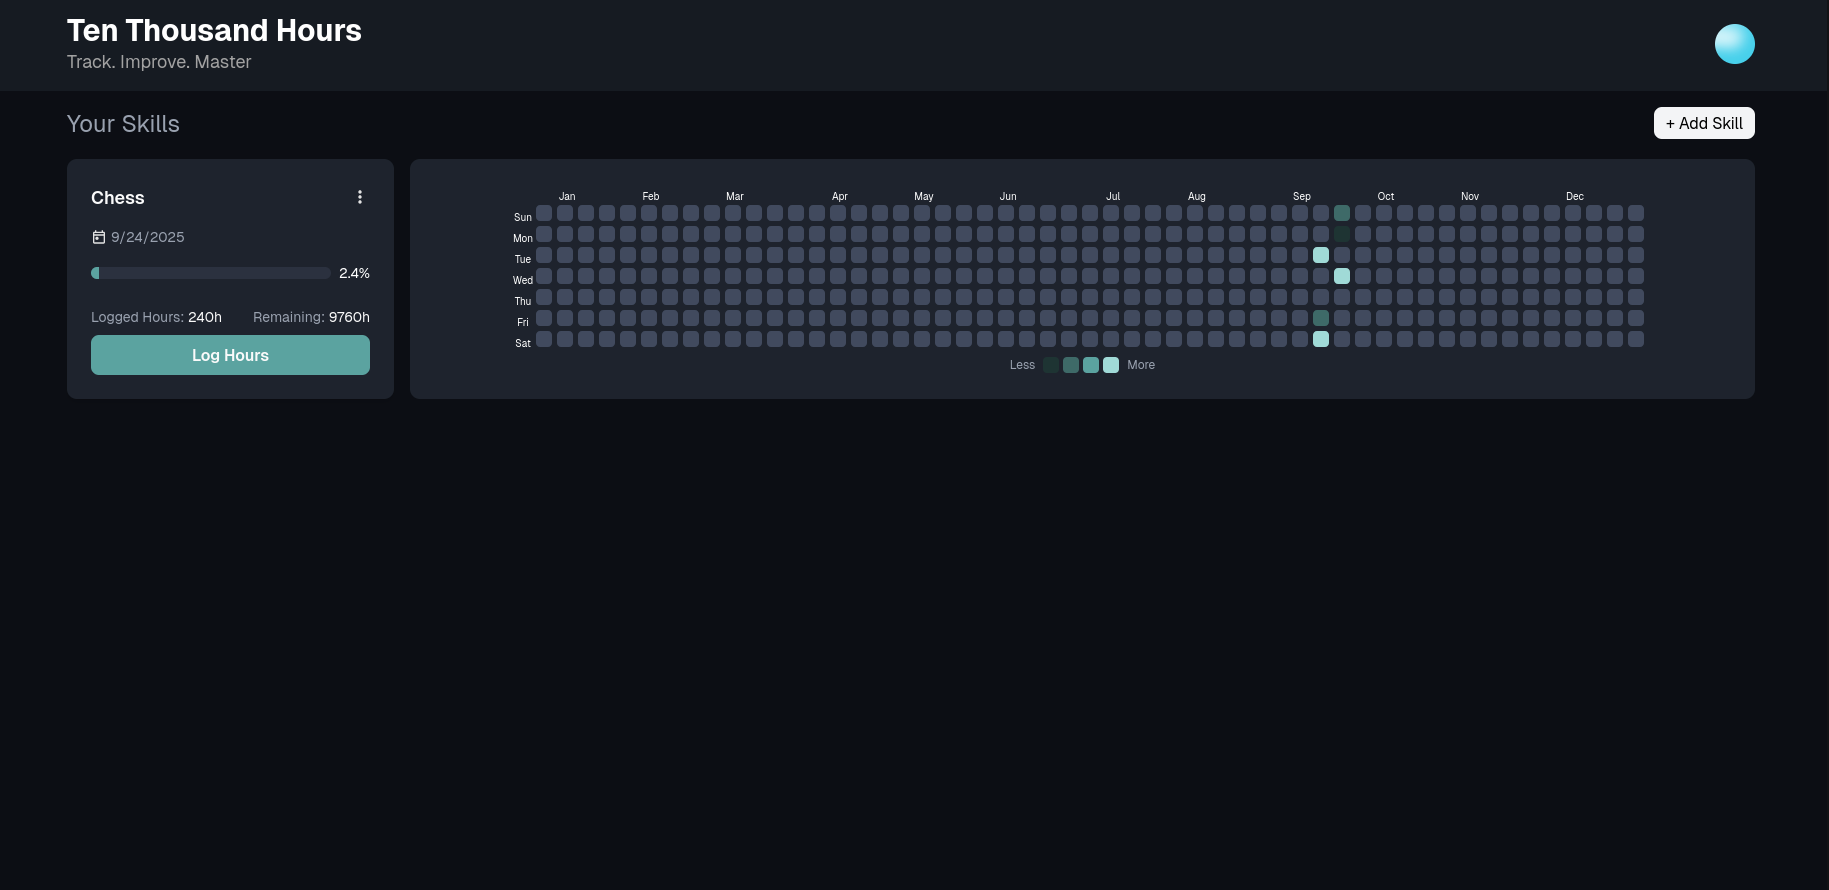 Ten Thousand Hours
Track. Improve. Master
Your Skills
+ Add Skill
Chess
9/24/2025
2.4%
Logged Hours: 240h Remaining: 9760h
Log Hours
Jan Feb Mar Apr May Jun Jul Aug Sep Oct Nov Dec
Sun
Mon
Tue
Wed
Thu
Fri
Sat
Less More